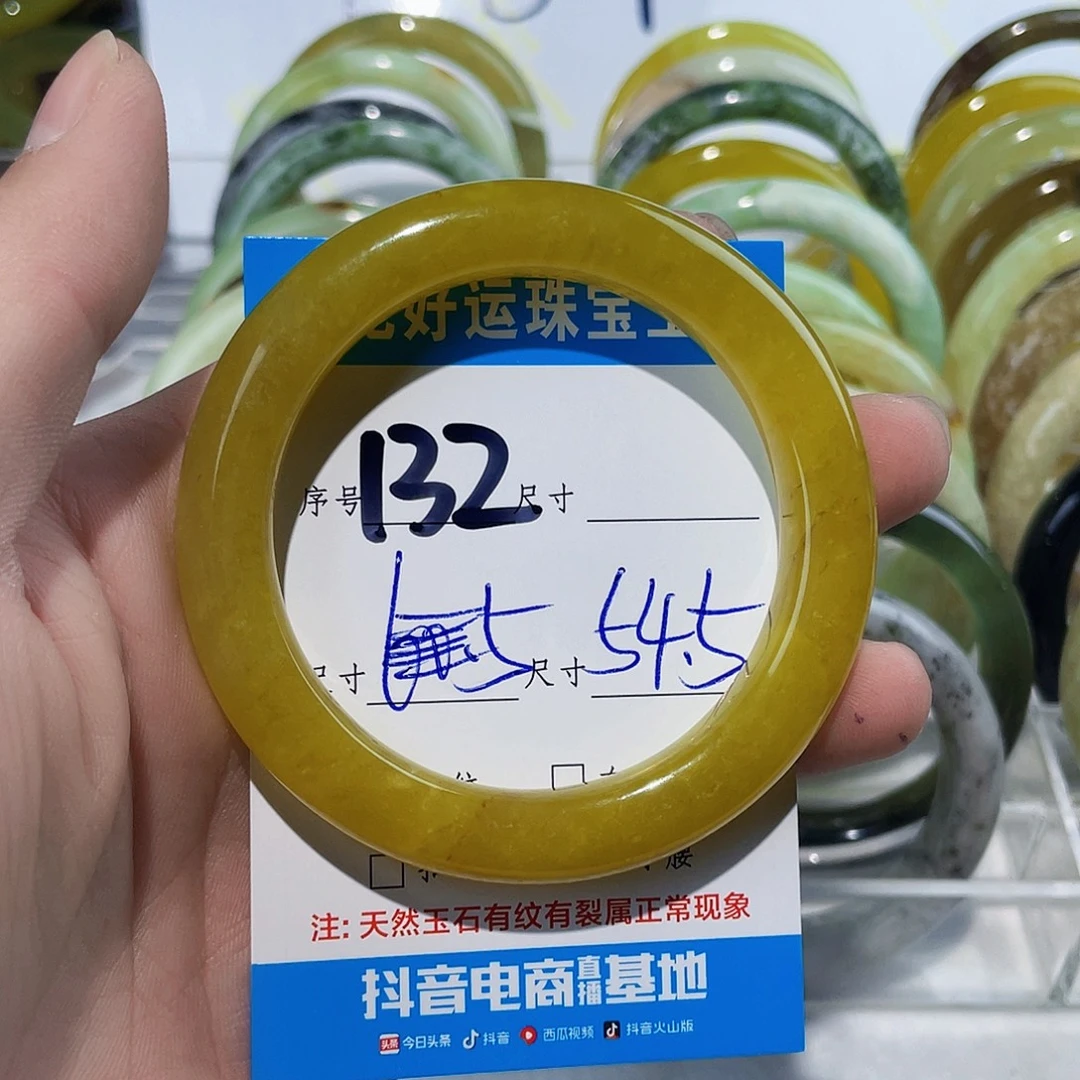 好运珠宝
序号 132 尺寸
尺寸 .5 尺寸 54.5
注: 天然玉石有纹有裂属正常现象
抖音电商直播基地
头条 今日头条 抖音 西瓜视频 抖音火山版